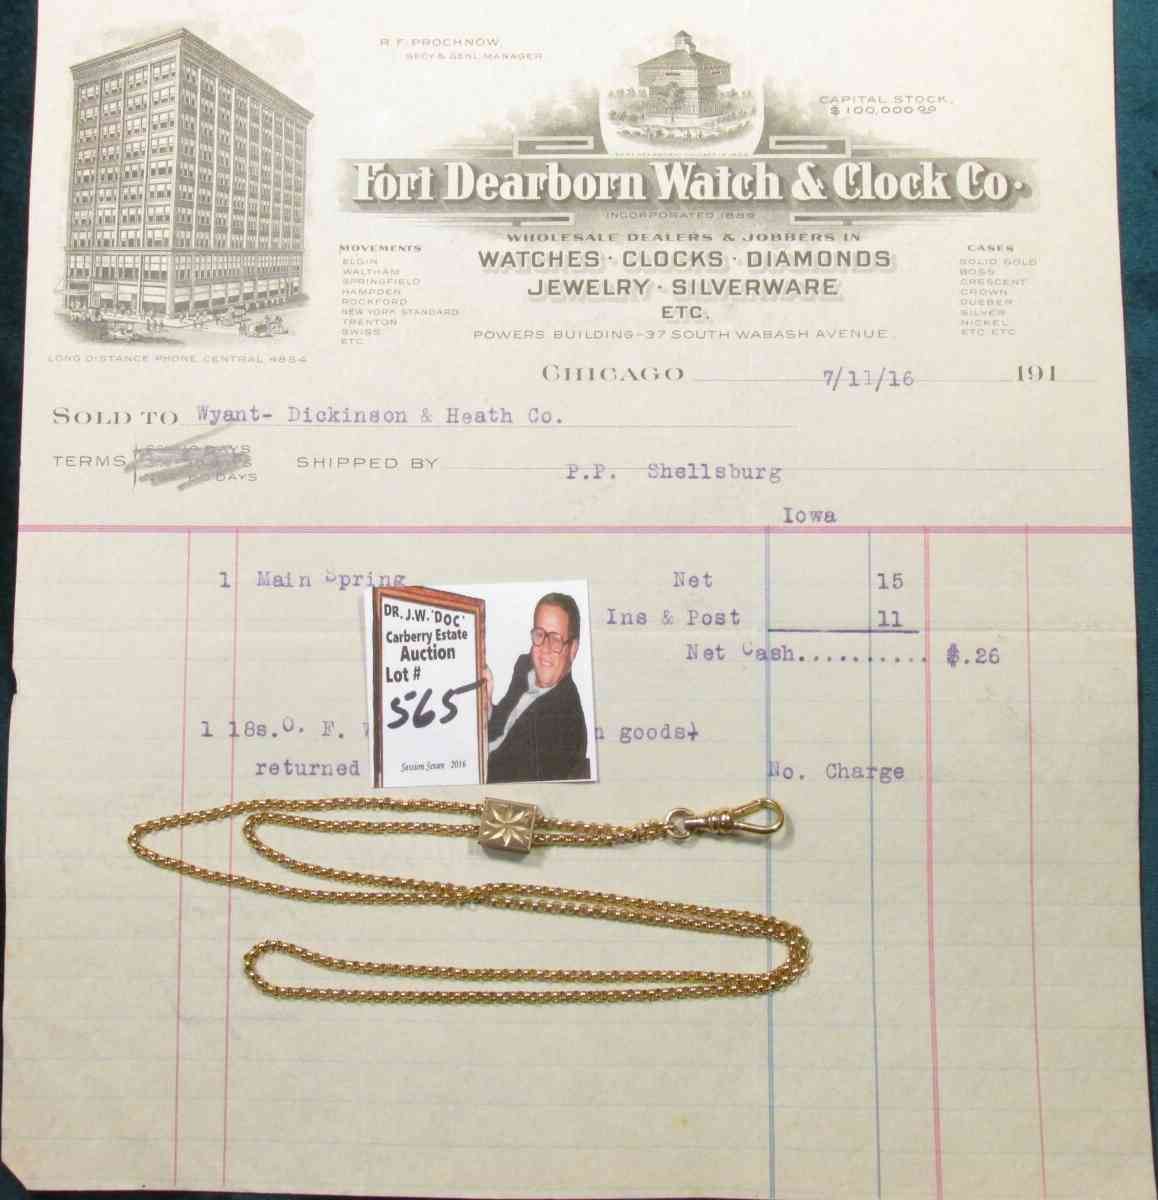 R. F. PROCHNOW,
SECY & GENL. MANAGER
CAPITAL STOCK,
$100,000.00
Fort Dearborn Watch & Clock Co.
INCORPORATED 1889
WHOLESALE DEALERS & JOBBERS IN
WATCHES · CLOCKS · DIAMONDS
JEWELRY · SILVERWARE
ETC.
POWERS BUILDING-37 SOUTH WABASH AVENUE.
MOVEMENTS
ELGIN
WALTHAM
SPRINGFIELD
HAMPDEN
ROCKFORD
NEW YORK STANDARD
TRENTON
SWISS
ETC
CASES
SOLID GOLD
BOSS
CRESCENT
CROWN
DUEBER
SILVER
NICKEL
ETC ETC
LONG DISTANCE PHONE CENTRAL 4884
CHICAGO 7/11/16 191
SOLD TO Wyant- Dickinson & Heath Co.
TERMS DAYS
DAYS
SHIPPED BY P.P. Shellsburg
Iowa
1 Main Spring Net 15
Ins & Post 11
Net Cash.......... $.26
1 18s.O. F. goods)
returned No. Charge
DR. J.W. 'DOC'
Carberry Estate
Auction
Lot #
565
Session Seven 2016